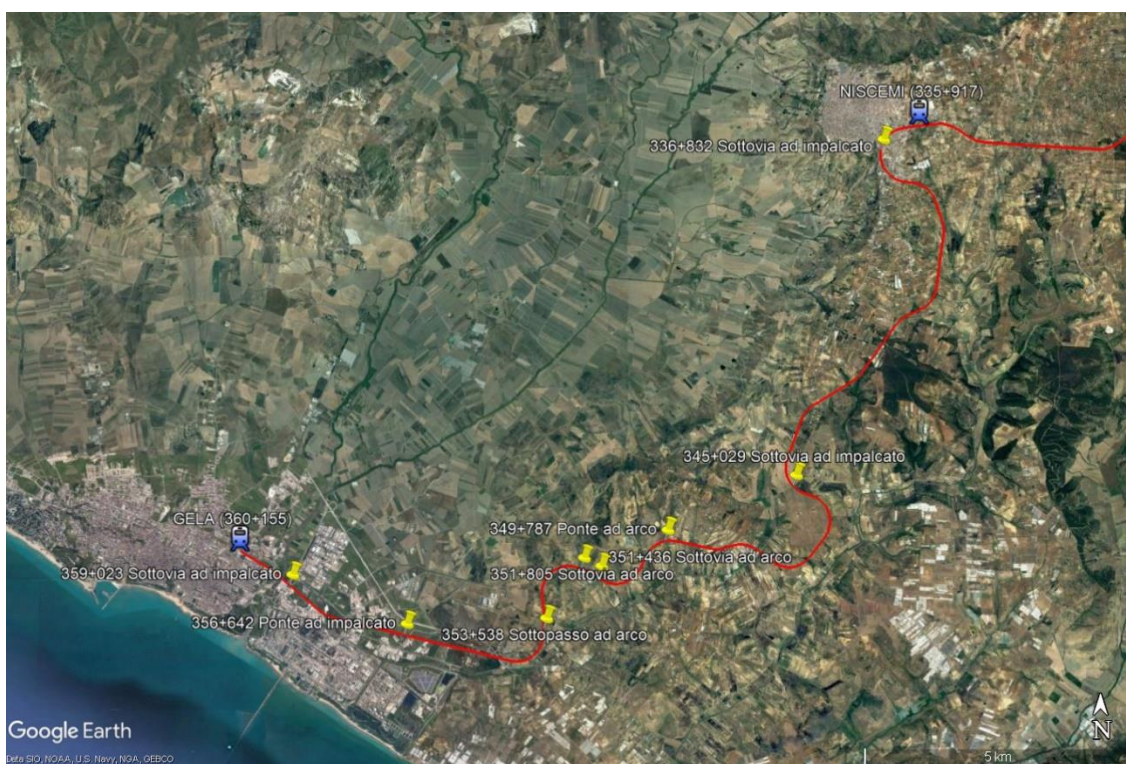 NISCEMI (335+917)
336+832 Sottovia ad impalcato
345+029 Sottovia ad impalcato
349+787 Ponte ad arco
351+436 Sottovia ad arco
351+805 Sottovia ad arco
GELA (360+155)
359+023 Sottovia ad impalcato
356+642 Ponte ad impalcato
353+538 Sottopasso ad arco
Google Earth
N
Data SIO, NOAA, U.S. Navy, NGA, GEBCO
5 km